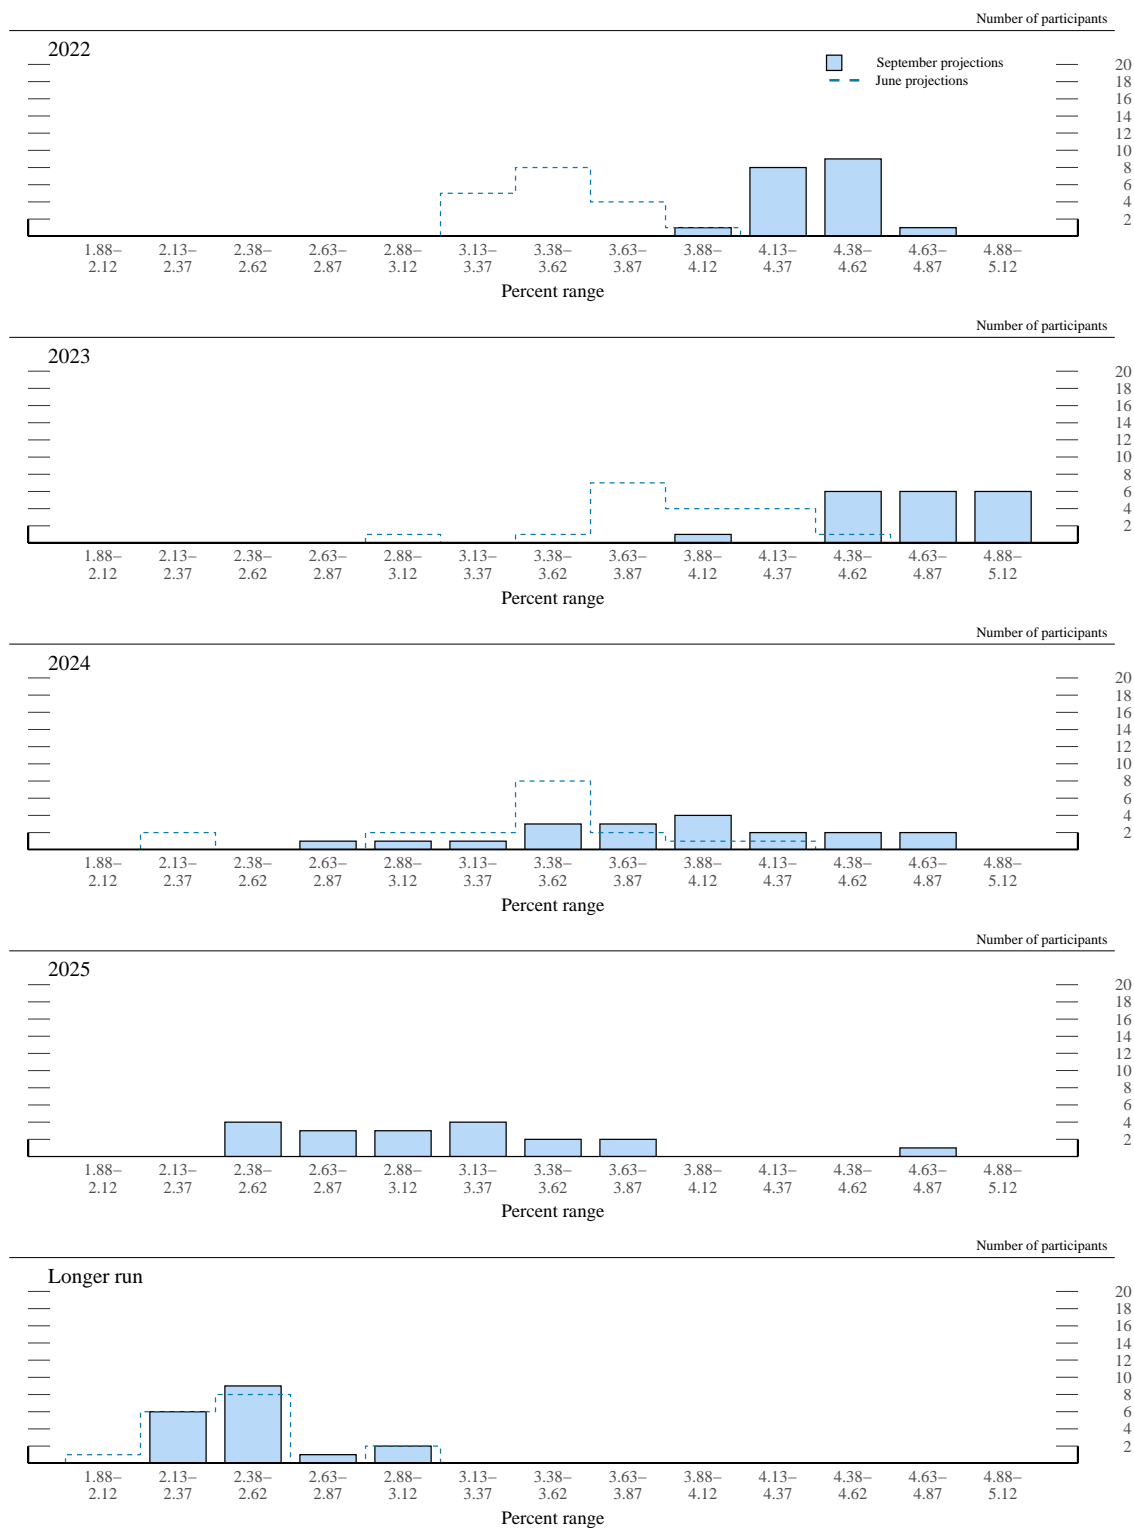 Number of participants
2022
September projections
June projections
20
18
16
14
12
10
8
6
4
2
1.88– 2.13– 2.38– 2.63– 2.88– 3.13– 3.38– 3.63– 3.88– 4.13– 4.38– 4.63– 4.88–
2.12 2.37 2.62 2.87 3.12 3.37 3.62 3.87 4.12 4.37 4.62 4.87 5.12
Percent range
Number of participants
2023
20
18
16
14
12
10
8
6
4
2
1.88– 2.13– 2.38– 2.63– 2.88– 3.13– 3.38– 3.63– 3.88– 4.13– 4.38– 4.63– 4.88–
2.12 2.37 2.62 2.87 3.12 3.37 3.62 3.87 4.12 4.37 4.62 4.87 5.12
Percent range
Number of participants
2024
20
18
16
14
12
10
8
6
4
2
1.88– 2.13– 2.38– 2.63– 2.88– 3.13– 3.38– 3.63– 3.88– 4.13– 4.38– 4.63– 4.88–
2.12 2.37 2.62 2.87 3.12 3.37 3.62 3.87 4.12 4.37 4.62 4.87 5.12
Percent range
Number of participants
2025
20
18
16
14
12
10
8
6
4
2
1.88– 2.13– 2.38– 2.63– 2.88– 3.13– 3.38– 3.63– 3.88– 4.13– 4.38– 4.63– 4.88–
2.12 2.37 2.62 2.87 3.12 3.37 3.62 3.87 4.12 4.37 4.62 4.87 5.12
Percent range
Number of participants
Longer run
20
18
16
14
12
10
8
6
4
2
1.88– 2.13– 2.38– 2.63– 2.88– 3.13– 3.38– 3.63– 3.88– 4.13– 4.38– 4.63– 4.88–
2.12 2.37 2.62 2.87 3.12 3.37 3.62 3.87 4.12 4.37 4.62 4.87 5.12
Percent range